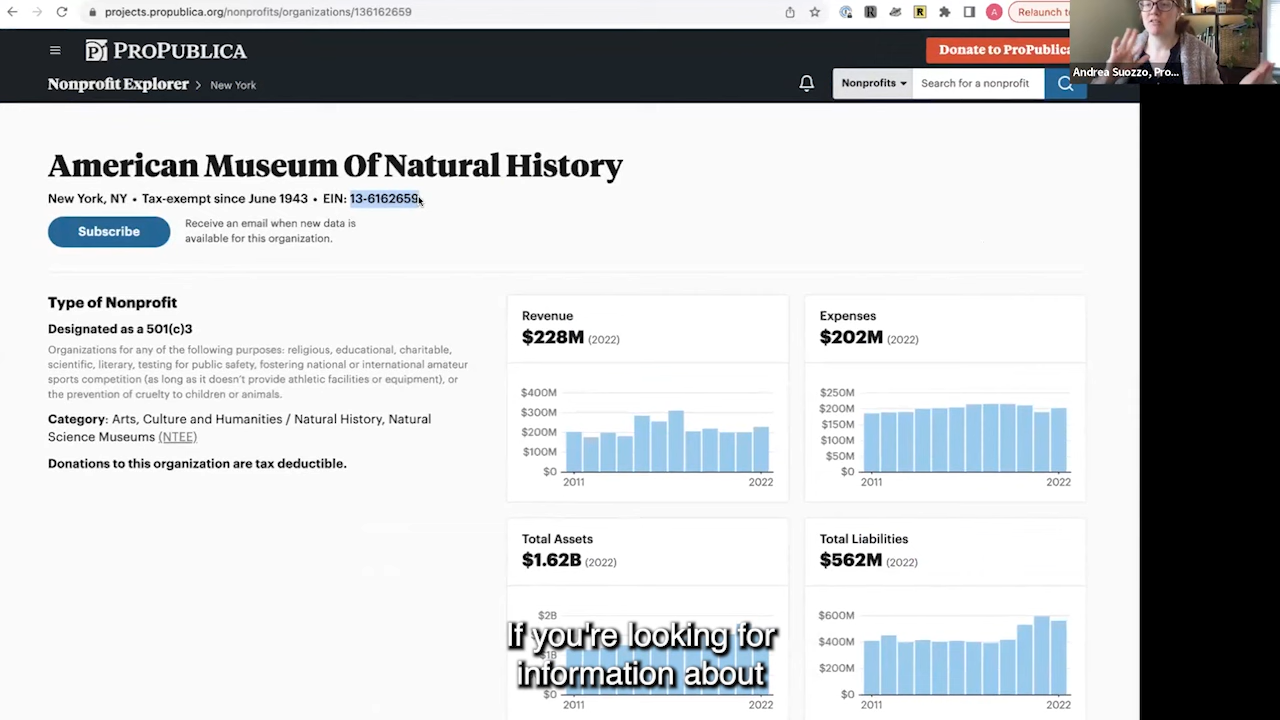 projects.propublica.org/nonprofits/organizations/136162659
Relaunch t
PROPUBLICA
Donate to ProPublica
Andrea Suozzo, Pro...
Nonprofit Explorer > New York
Nonprofits
Search for a nonprofit
American Museum Of Natural History
New York, NY • Tax-exempt since June 1943 • EIN: 13-6162659
Subscribe
Receive an email when new data is
available for this organization.
Type of Nonprofit
Designated as a 501(c)3
Organizations for any of the following purposes: religious, educational, charitable,
scientific, literary, testing for public safety, fostering national or international amateur
sports competition (as long as it doesn't provide athletic facilities or equipment), or
the prevention of cruelty to children or animals.
Category: Arts, Culture and Humanities / Natural History, Natural
Science Museums (NTEE)
Donations to this organization are tax deductible.
Revenue
$228M (2022)
$400M
$300M
$200M
$100M
$0
2011 2022
Expenses
$202M (2022)
$250M
$200M
$150M
$100M
$50M
$0
2011 2022
Total Assets
$1.62B (2022)
$2B
$1B
$0
2011 2022
Total Liabilities
$562M (2022)
$600M
$400M
$200M
$0
2011 2022
If you're looking for
information about